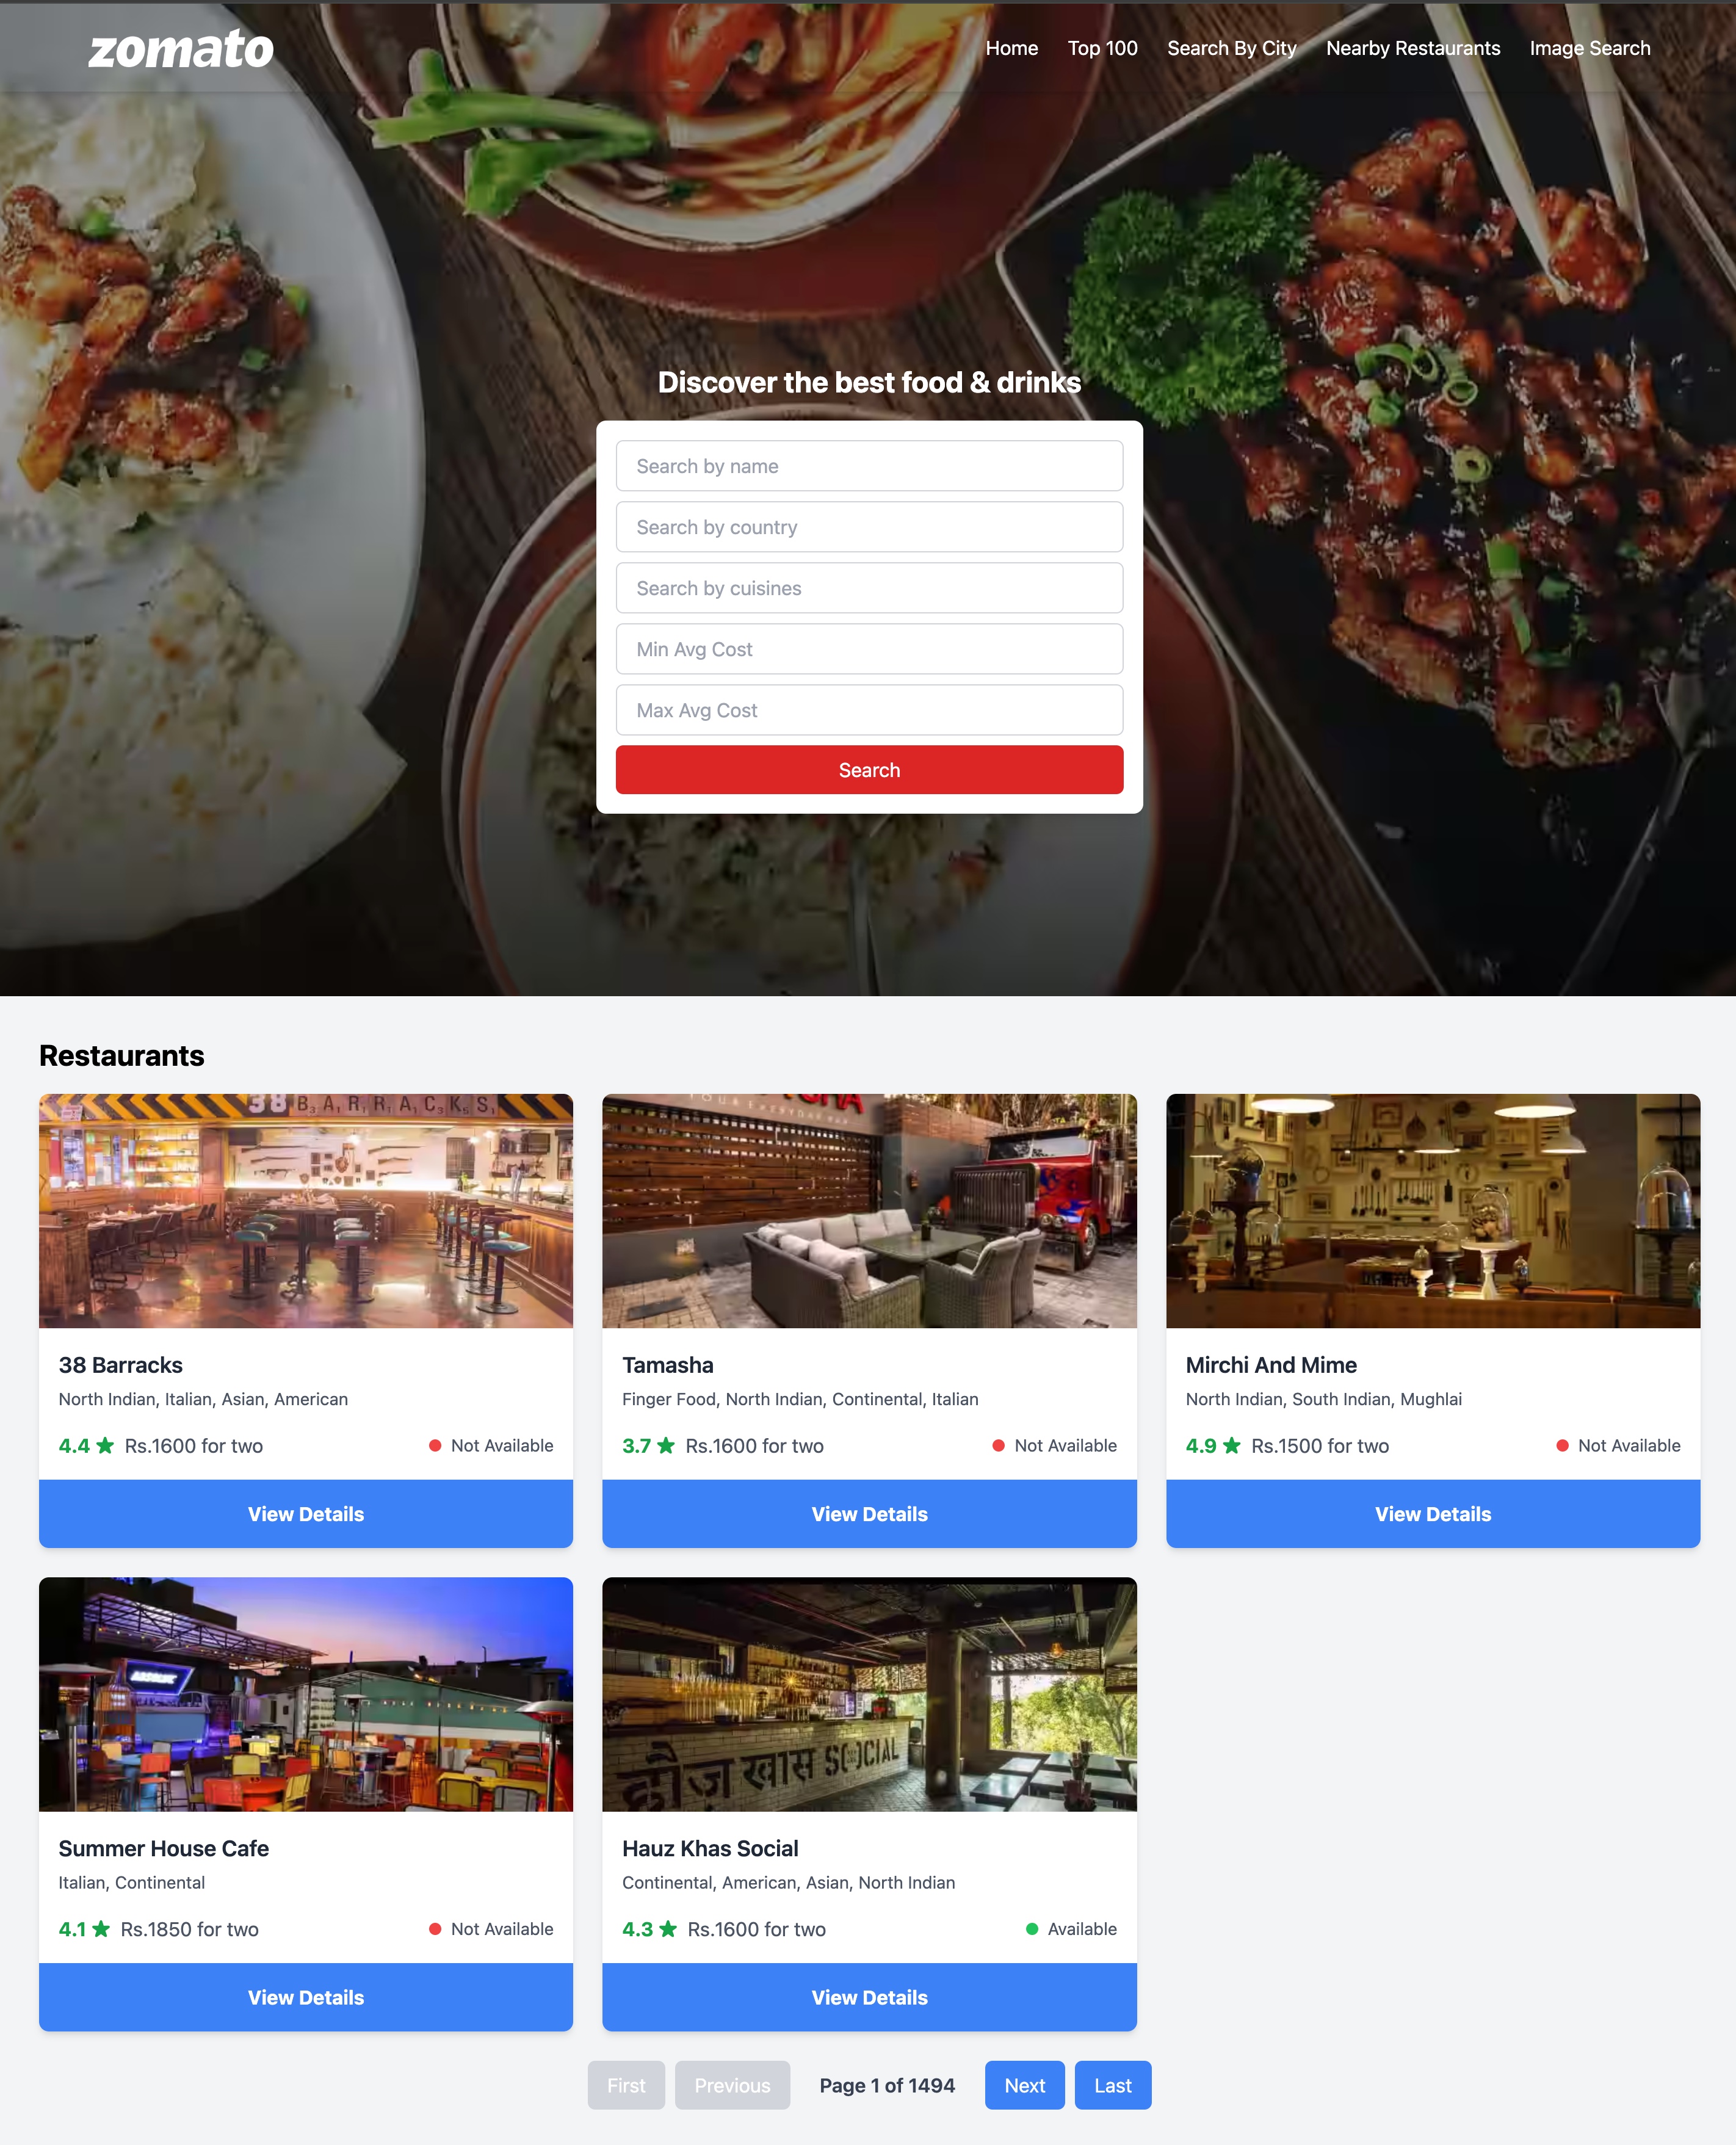 zomato
Home Top 100 Search By City Nearby Restaurants Image Search
Discover the best food & drinks
Search by name
Search by country
Search by cuisines
Min Avg Cost
Max Avg Cost
Search
Restaurants
38 BARRACKS
38 Barracks
North Indian, Italian, Asian, American
4.4 ★ Rs.1600 for two Not Available
View Details
Tamasha
Finger Food, North Indian, Continental, Italian
3.7 ★ Rs.1600 for two Not Available
View Details
Mirchi And Mime
North Indian, South Indian, Mughlai
4.9 ★ Rs.1500 for two Not Available
View Details
Summer House Cafe
Italian, Continental
4.1 ★ Rs.1850 for two Not Available
View Details
हौज़ खास SOCIAL
Hauz Khas Social
Continental, American, Asian, North Indian
4.3 ★ Rs.1600 for two Available
View Details
First Previous Page 1 of 1494 Next Last